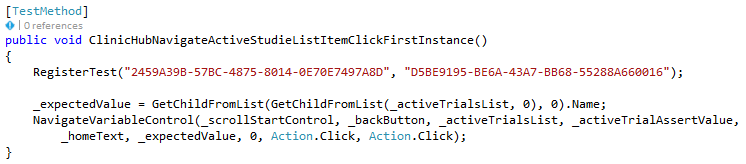 [TestMethod]
| 0 references
public void ClinicHubNavigateActiveStudieListItemClickFirstInstance()
{
RegisterTest("2459A39B-57BC-4875-8014-0E70E7497A8D", "D5BE9195-BE6A-43A7-BB68-55288A660016");
_expectedValue = GetChildFromList(GetChildFromList(_activeTrialsList, 0), 0).Name;
NavigateVariableControl(_scrollStartControl, _backButton, _activeTrialsList, _activeTrialAssertValue,
_homeText, _expectedValue, 0, Action.Click, Action.Click);
}